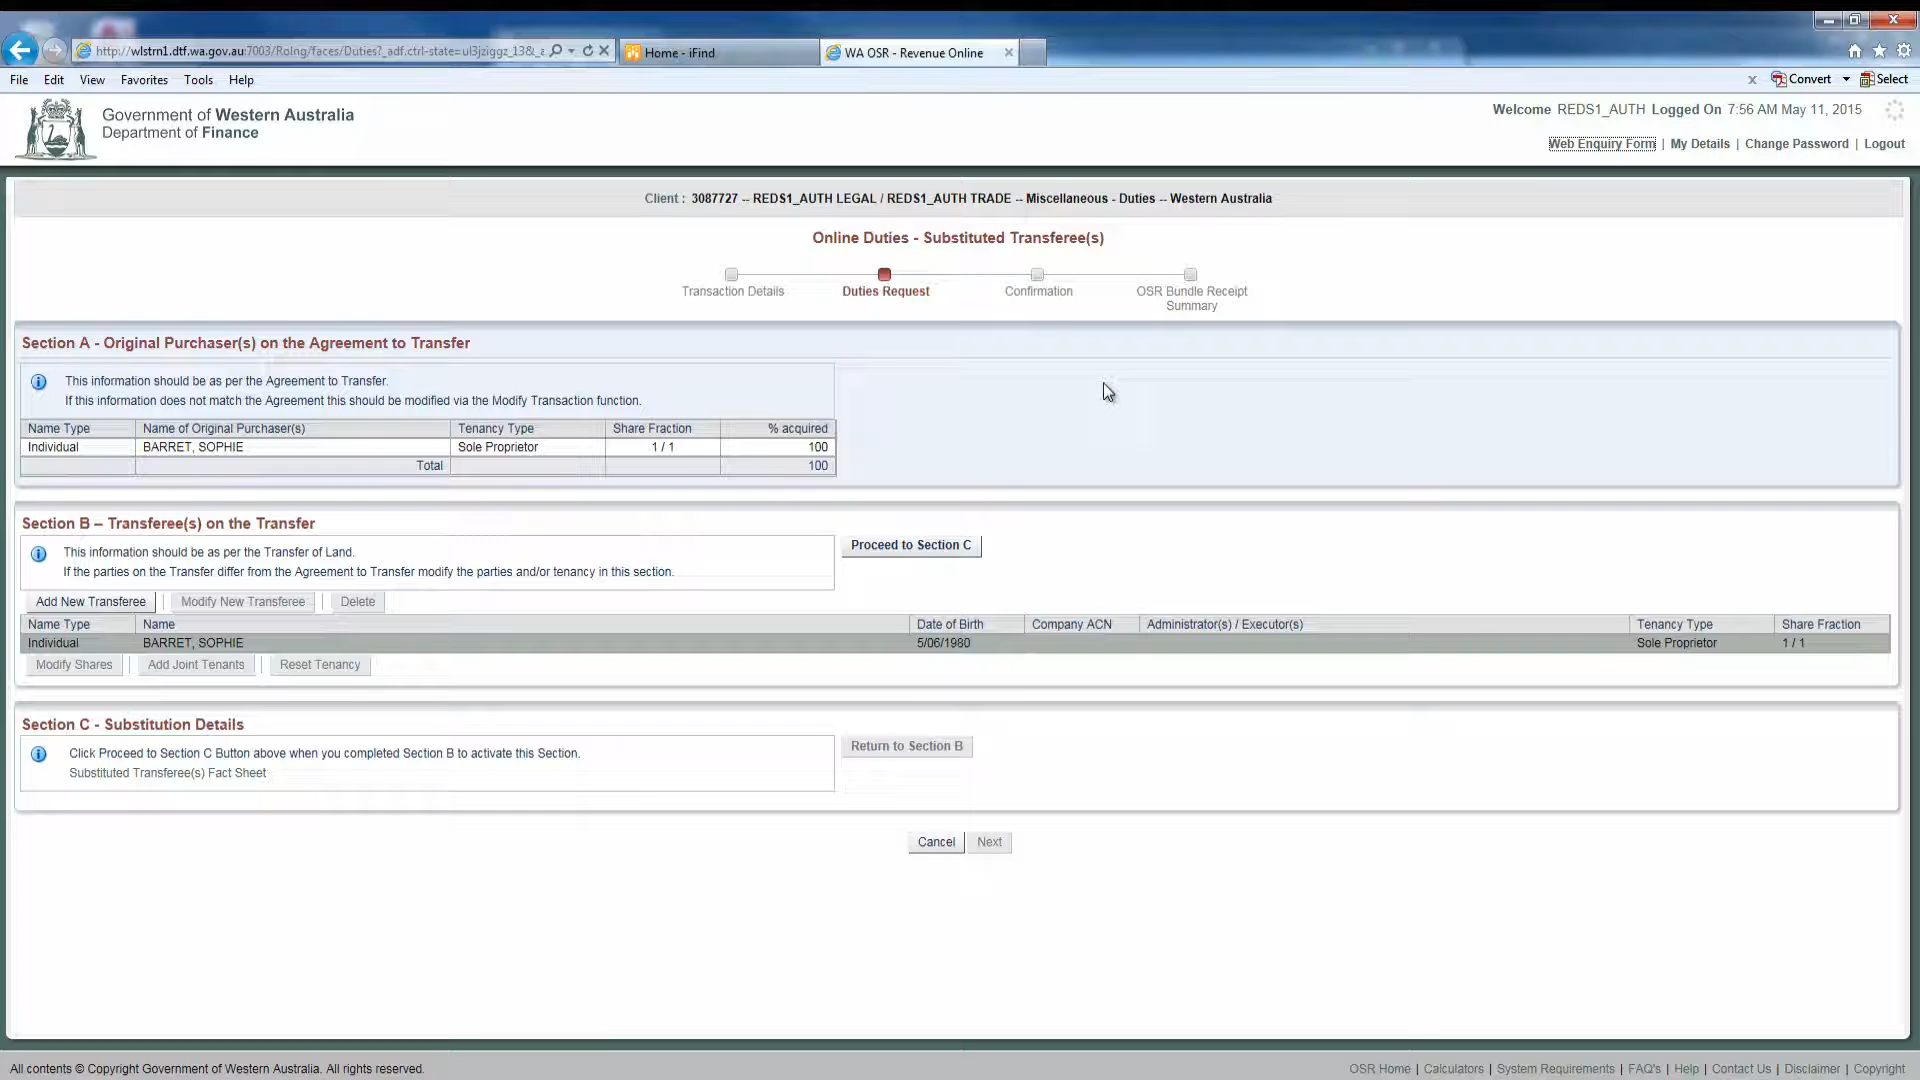 http://wlstrn1.dtf.wa.gov.au:7003/Rolng/faces/Duties?_adf.ctrl-state=ul3jziggz_13&_a
Home - iFind
WA OSR - Revenue Online
File Edit View Favorites Tools Help
Convert Select
Government of Western Australia
Department of Finance
Welcome REDS1_AUTH Logged On 7:56 AM May 11, 2015
Web Enquiry Form | My Details | Change Password | Logout
Client : 3087727 -- REDS1_AUTH LEGAL / REDS1_AUTH TRADE -- Miscellaneous - Duties -- Western Australia
Online Duties - Substituted Transferee(s)
Transaction Details Duties Request Confirmation OSR Bundle Receipt
Summary
Section A - Original Purchaser(s) on the Agreement to Transfer
This information should be as per the Agreement to Transfer.
If this information does not match the Agreement this should be modified via the Modify Transaction function.
Name Type Name of Original Purchaser(s) Tenancy Type Share Fraction % acquired
Individual BARRET, SOPHIE Sole Proprietor 1 / 1 100
Total 100
Section B – Transferee(s) on the Transfer
This information should be as per the Transfer of Land.
If the parties on the Transfer differ from the Agreement to Transfer modify the parties and/or tenancy in this section.
Proceed to Section C
Add New Transferee | Modify New Transferee | Delete
Name Type Name Date of Birth Company ACN Administrator(s) / Executor(s) Tenancy Type Share Fraction
Individual BARRET, SOPHIE 5/06/1980 Sole Proprietor 1 / 1
Modify Shares | Add Joint Tenants | Reset Tenancy
Section C - Substitution Details
Click Proceed to Section C Button above when you completed Section B to activate this Section.
Substituted Transferee(s) Fact Sheet
Return to Section B
Cancel Next
All contents © Copyright Government of Western Australia. All rights reserved.
OSR Home | Calculators | System Requirements | FAQ's | Help | Contact Us | Disclaimer | Copyright